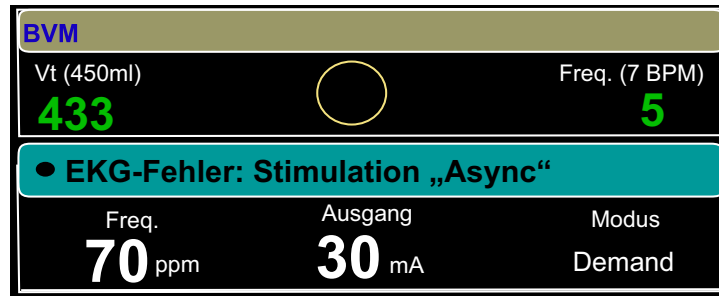 BVM
Vt (450ml) Freq. (7 BPM)
433 5
EKG-Fehler: Stimulation „Async“
Freq. Ausgang Modus
70 ppm 30 mA Demand